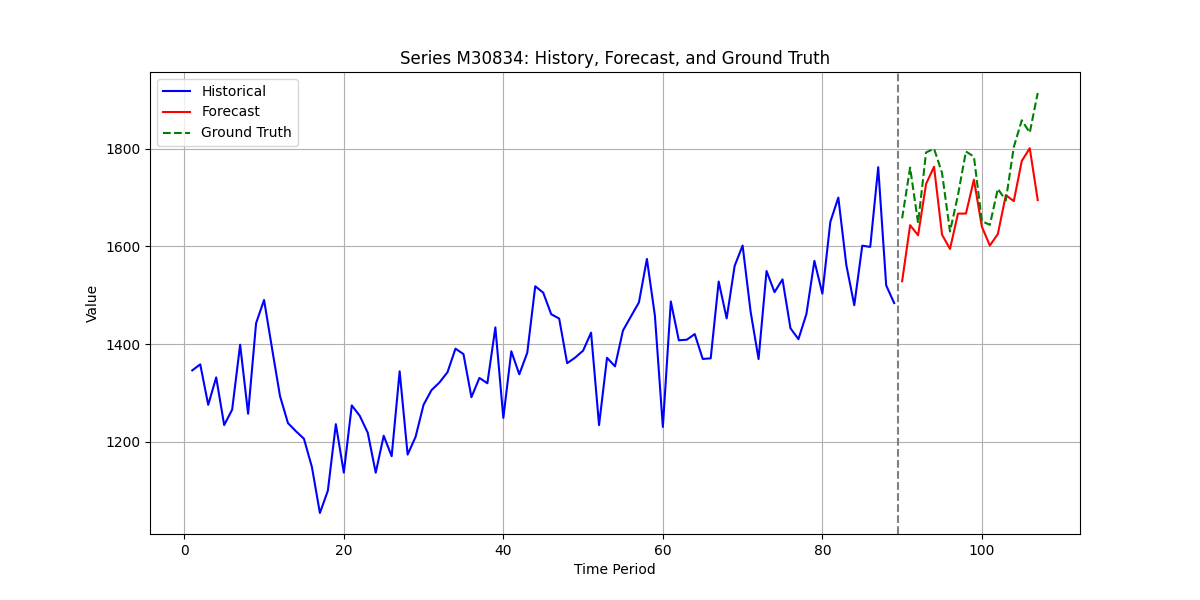 Series M30834: History, Forecast, and Ground Truth
Historical
Forecast
Ground Truth
Value
1800
1600
1400
1200
0 20 40 60 80 100
Time Period